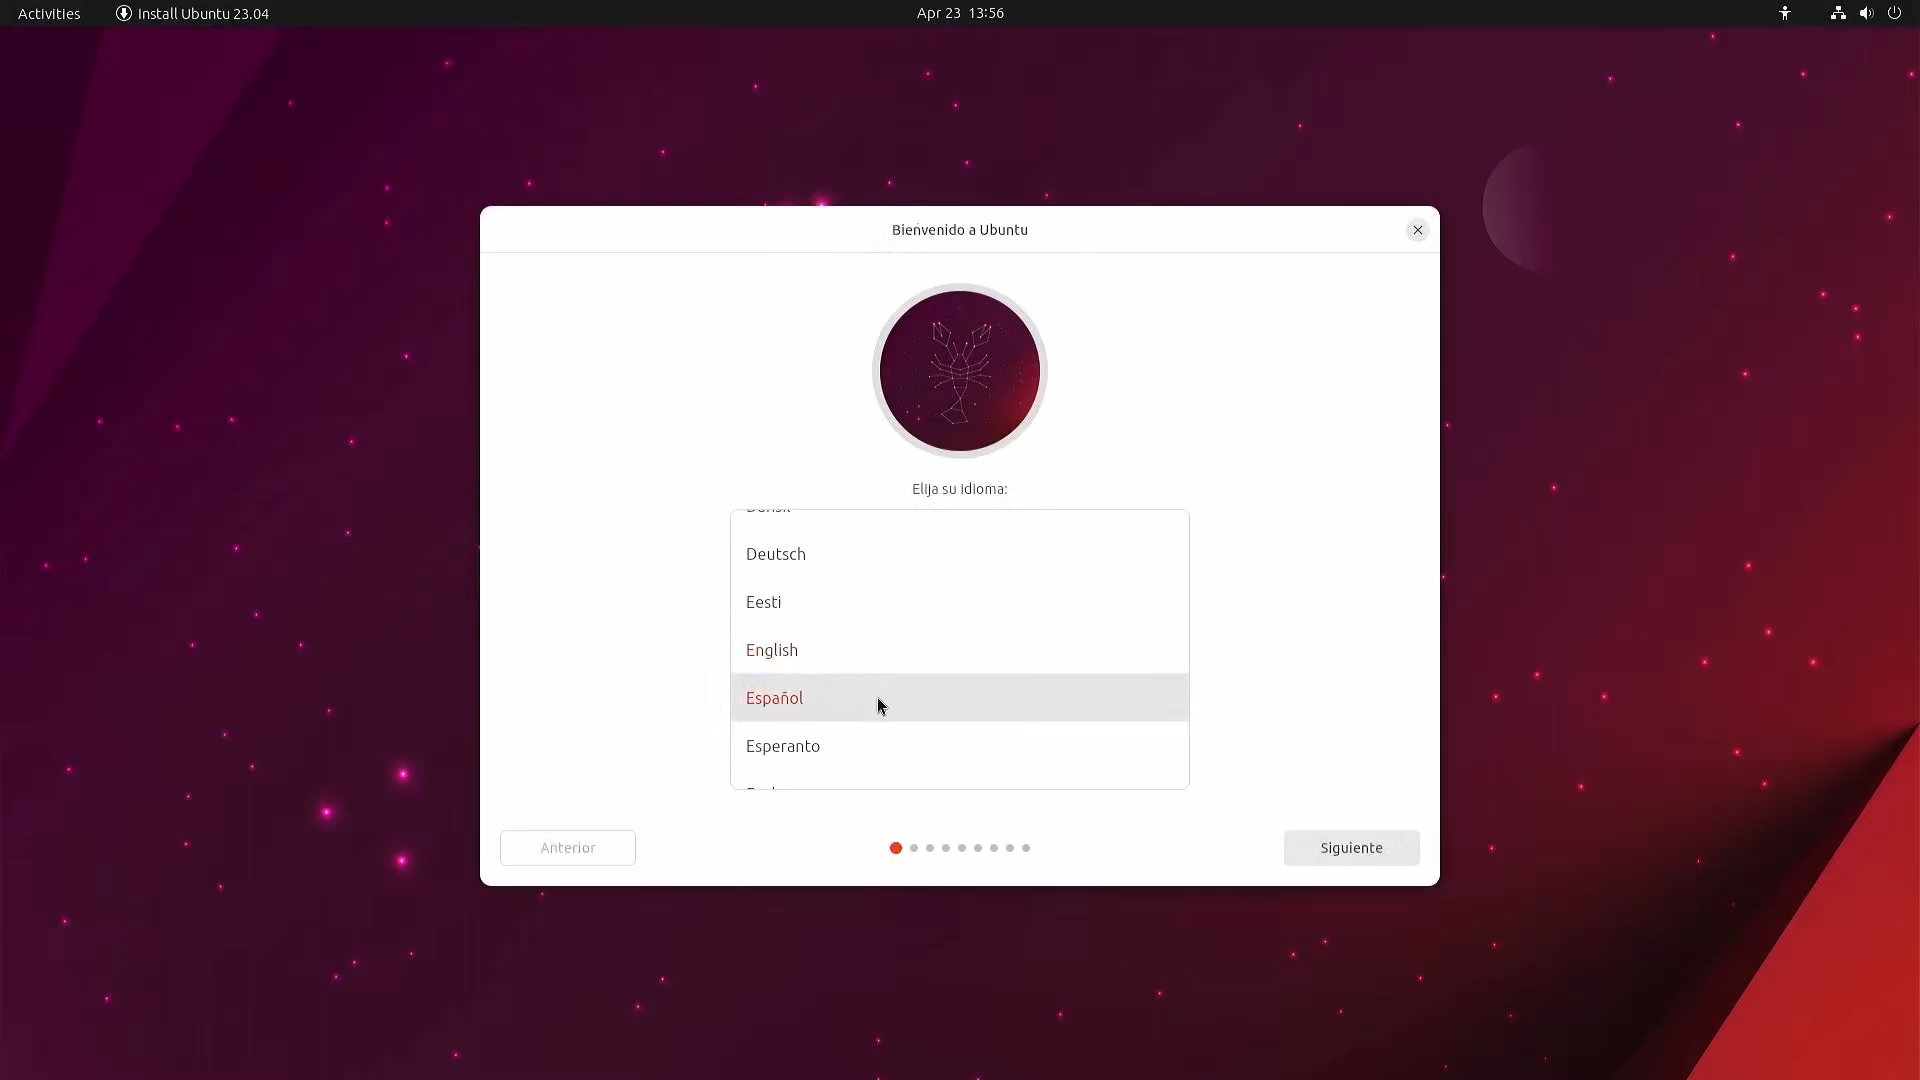 Activities
Install Ubuntu 23.04
Apr 23 13:56
Bienvenido a Ubuntu
Elija su idioma:
Deutsch
Eesti
English
Español
Esperanto
Anterior
Siguiente